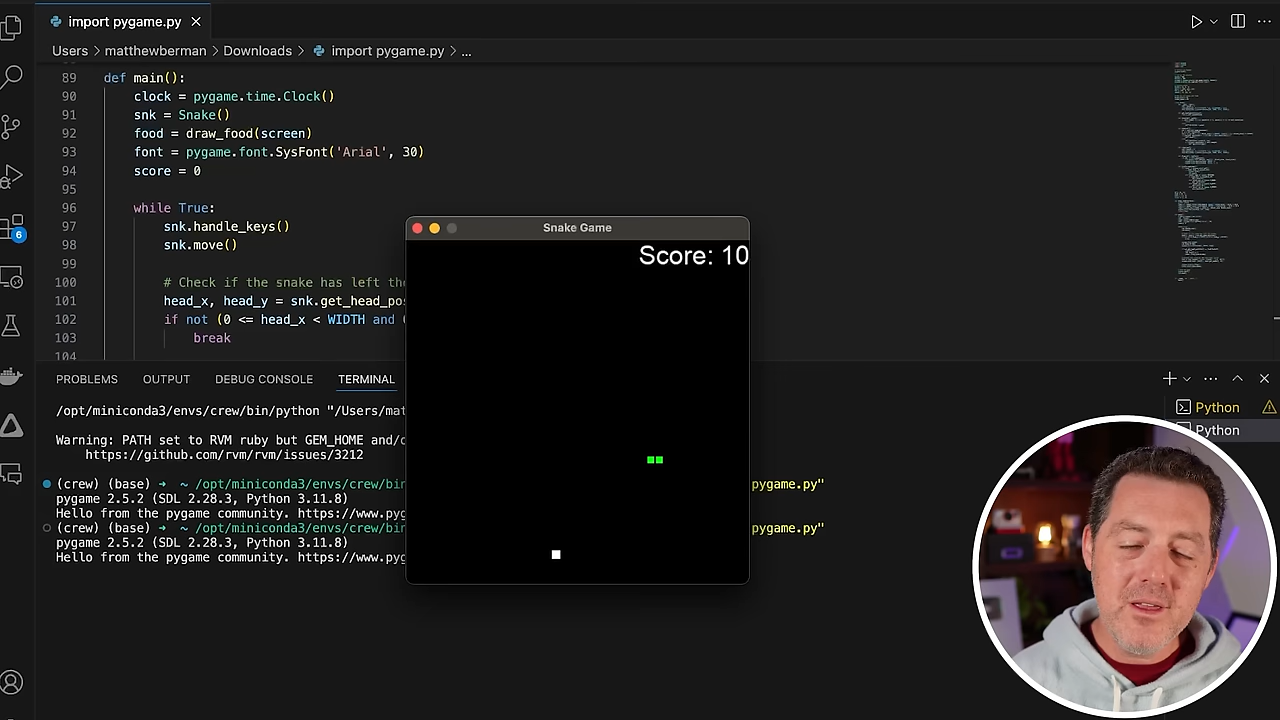 import pygame.py
Users > matthewberman > Downloads > import pygame.py > ...
89 def main():
90 clock = pygame.time.Clock()
91 snk = Snake()
92 food = draw_food(screen)
93 font = pygame.font.SysFont('Arial', 30)
94 score = 0
95
96 while True:
97 snk.handle_keys()
98 snk.move()
99
100 # Check if the snake has left the
101 head_x, head_y = snk.get_head_pos
102 if not (0 <= head_x < WIDTH and
103 break
104
Snake Game
Score: 10
6
PROBLEMS OUTPUT DEBUG CONSOLE TERMINAL
/opt/miniconda3/envs/crew/bin/python "/Users/mat
Warning: PATH set to RVM ruby but GEM_HOME and/o
https://github.com/rvm/rvm/issues/3212
(crew) (base) ➜ ~ /opt/miniconda3/envs/crew/bin pygame.py"
pygame 2.5.2 (SDL 2.28.3, Python 3.11.8)
Hello from the pygame community. https://www.pyg
(crew) (base) ➜ ~ /opt/miniconda3/envs/crew/bin pygame.py"
pygame 2.5.2 (SDL 2.28.3, Python 3.11.8)
Hello from the pygame community. https://www.pyg
Python
Python